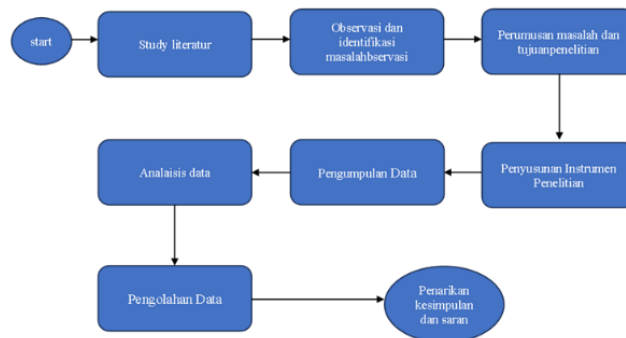 start
Study literatur
Observasi dan
identifikasi
masalahbservasi
Perumusan masalah dan
tujuanpenelitian
Penyusunan Instrumen
Penelitian
Pengumpulan Data
Analaisis data
Pengolahan Data
Penarikan
kesimpulan
dan saran